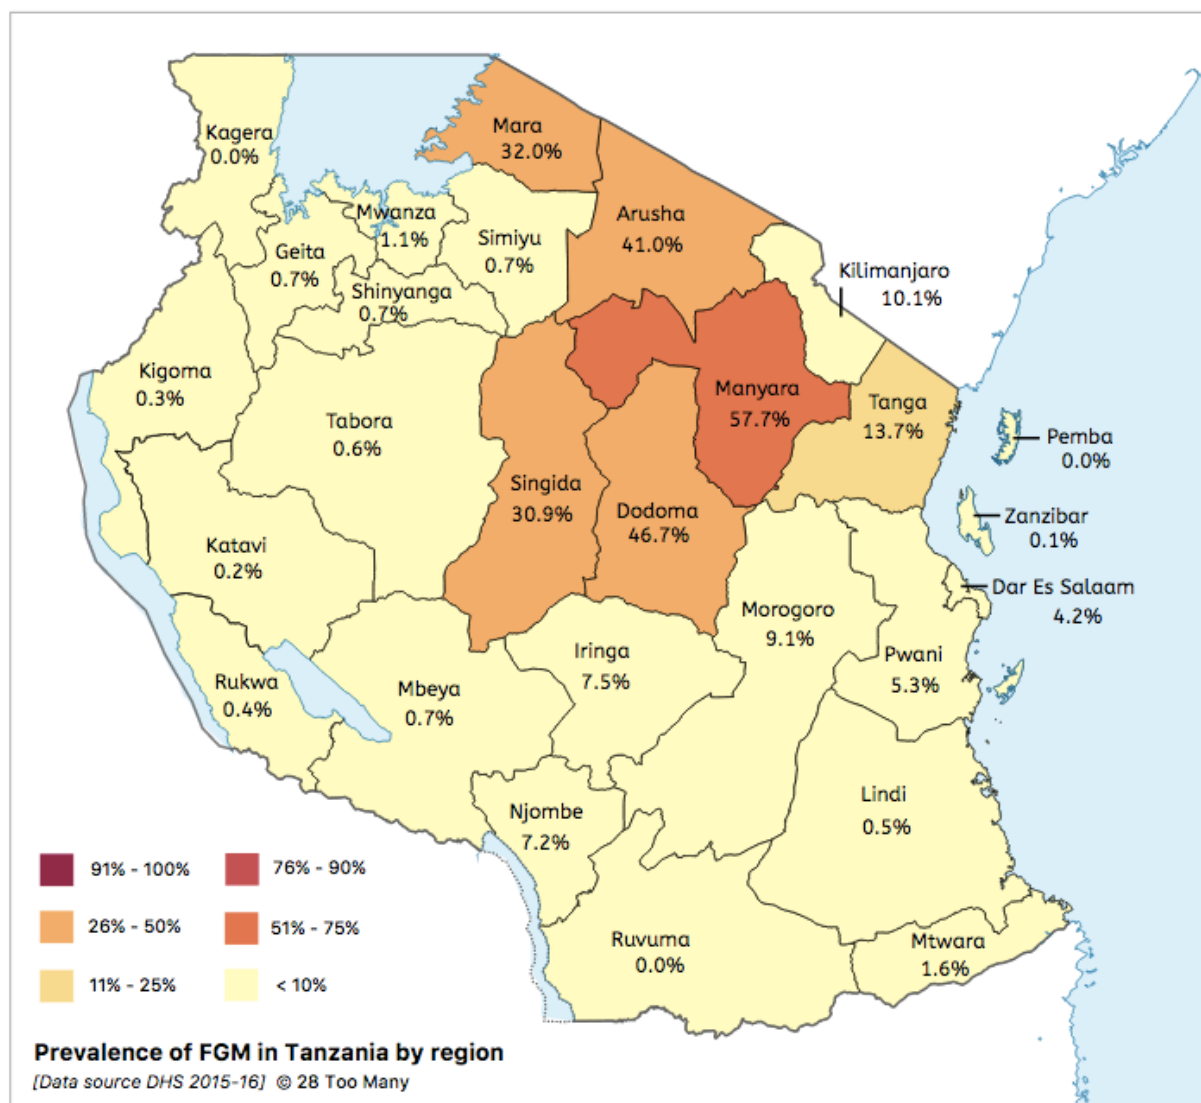 Kagera
0.0%
Mara
32.0%
Mwanza
1.1%
Arusha
41.0%
Simiyu
0.7%
Geita
0.7%
Kilimanjaro
10.1%
Shinyanga
0.7%
Kigoma
0.3%
Manyara
57.7%
Tanga
13.7%
Tabora
0.6%
Pemba
0.0%
Singida
30.9%
Dodoma
46.7%
Zanzibar
0.1%
Katavi
0.2%
Dar Es Salaam
4.2%
Morogoro
9.1%
Iringa
7.5%
Pwani
5.3%
Rukwa
0.4%
Mbeya
0.7%
Lindi
0.5%
Njombe
7.2%
Ruvuma
0.0%
Mtwara
1.6%
91% - 100%
76% - 90%
26% - 50%
51% - 75%
11% - 25%
< 10%
Prevalence of FGM in Tanzania by region
[Data source DHS 2015-16] © 28 Too Many